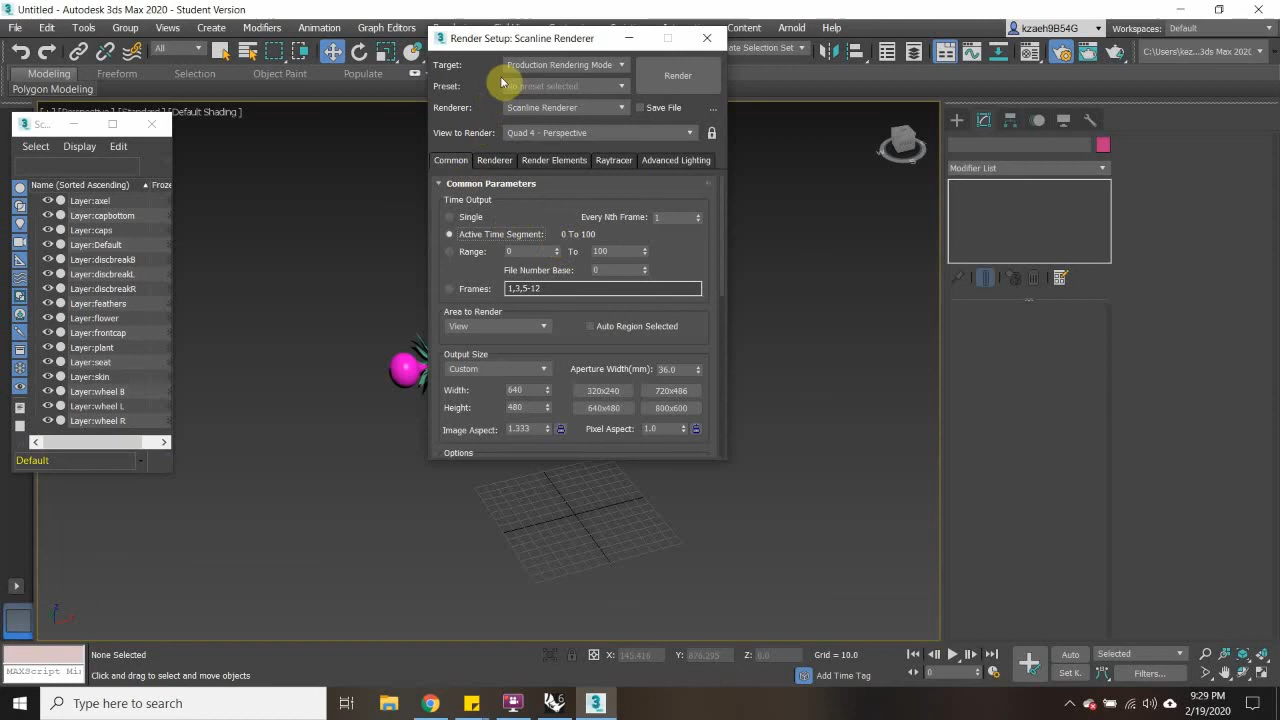 Untitled - Autodesk 3ds Max 2020 - Student Version
File Edit Tools Group Views Create Modifiers Animation Graph Editors
kzaeh9B54G Workspaces: Default
All
ate Selection Set
C:\Users\kez...3ds Max 2020
Modeling Freeform Selection Object Paint Populate
Polygon Modeling
Default Shading ]
Sc...
Select Display Edit
Name (Sorted Ascending) Froze
Layer:axel
Layer:capbottom
Layer:caps
Layer:Default
Layer:discbreakB
Layer:discbreakL
Layer:discbreakR
Layer:feathers
Layer:flower
Layer:frontcap
Layer:plant
Layer:seat
Layer:skin
Layer:wheel B
Layer:wheel L
Layer:wheel R
Default
Render Setup: Scanline Renderer
Target: Production Rendering Mode
Render
Preset: No preset selected
Renderer: Scanline Renderer Save File ...
View to Render: Quad 4 - Perspective
Common Renderer Render Elements Raytracer Advanced Lighting
Common Parameters
Time Output
Single Every Nth Frame: 1
Active Time Segment: 0 To 100
Range: 0 To 100
File Number Base: 0
Frames: 1,3,5-12
Area to Render
View Auto Region Selected
Output Size
Custom Aperture Width(mm): 36.0
Width: 640 320x240 720x486
Height: 480 640x480 800x600
Image Aspect: 1.333 Pixel Aspect: 1.0
Options
Modifier List
None Selected
MAXScript Mi
Click and drag to select and move objects
X: 145.416 Y: 876.295 Z: 0.0 Grid = 10.0
Add Time Tag
Auto Selected
Set K. Filters...
0
Type here to search
6
9:29 PM
2/19/2020